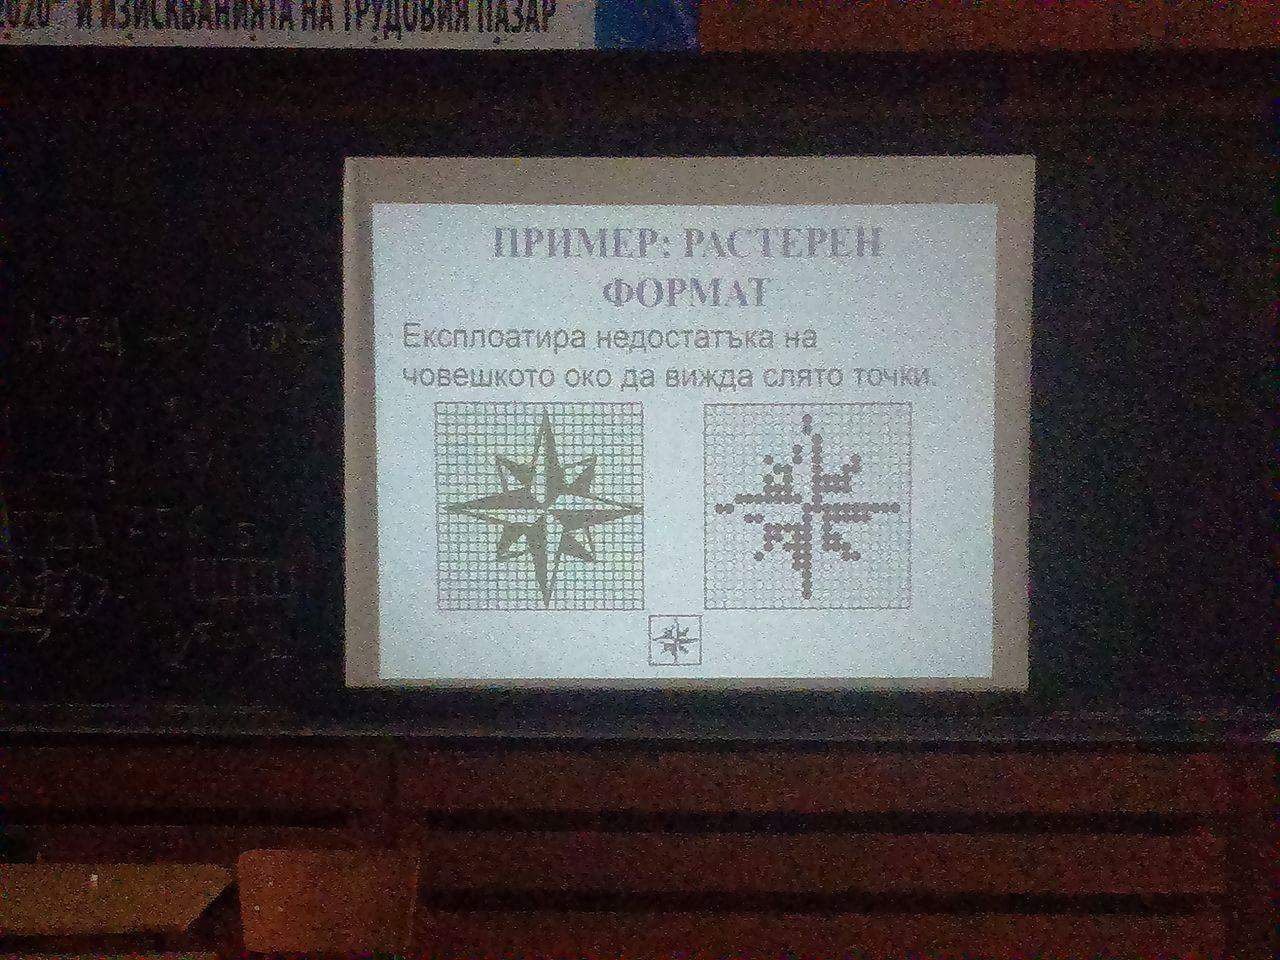 2020" И ИЗИСКВАНИЯТА НА ТРУДОВИЯ ПАЗАР
ПРИМЕР: РАСТЕРЕН
ФОРМАТ
Експлоатира недостатъка на
човешкото око да вижда слято точки.